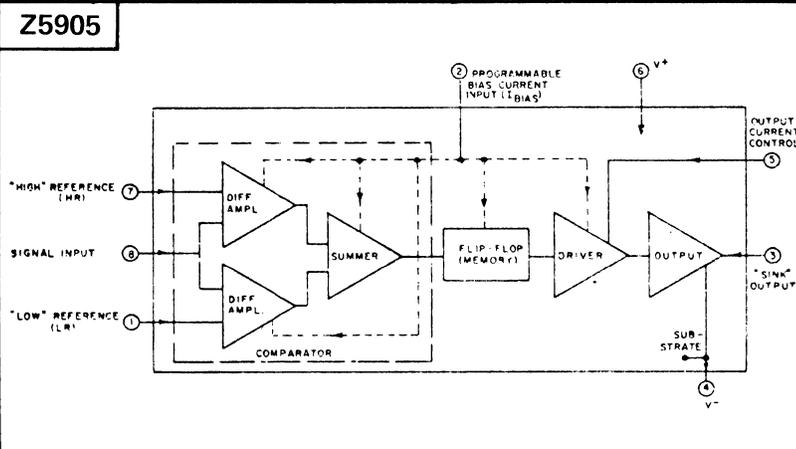 Z5905
2 PROGRAMMABLE
BIAS CURRENT
INPUT (IBIAS)
6 V+
OUTPUT
CURRENT
CONTROL
5
"HIGH" REFERENCE 7
(HR)
DIFF
AMPL
SIGNAL INPUT 8
SUMMER
FLIP-FLOP
(MEMORY)
DRIVER
OUTPUT
3
"SINK"
OUTPUT
DIFF
AMPL.
"LOW" REFERENCE 1
(LR)
COMPARATOR
SUB-
STRATE
4
V-